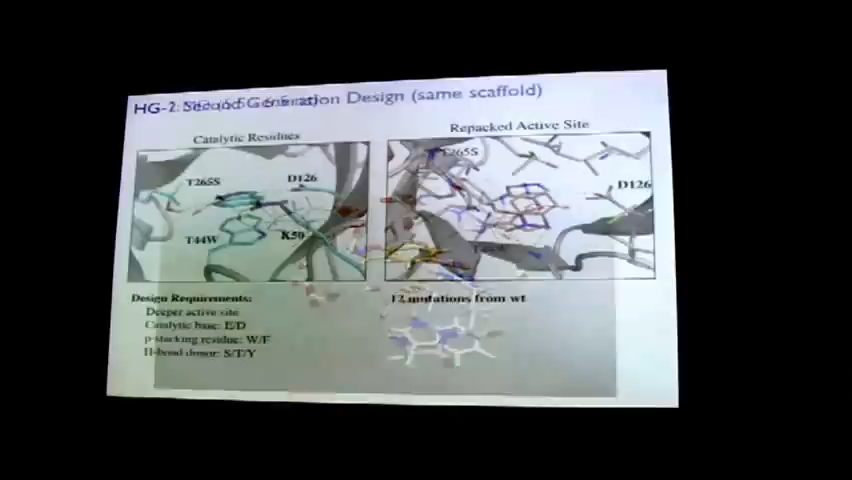 HG-2 Second Generation Design (same scaffold)
Catalytic Residues
Repacked Active Site
T265S
D126
T44W
K50
T265S
D126
Design Requirements:
Deeper active site
Catalytic base: E/D
p-stacking residue: W/F
H-bond donor: S/T/Y
12 mutations from wt